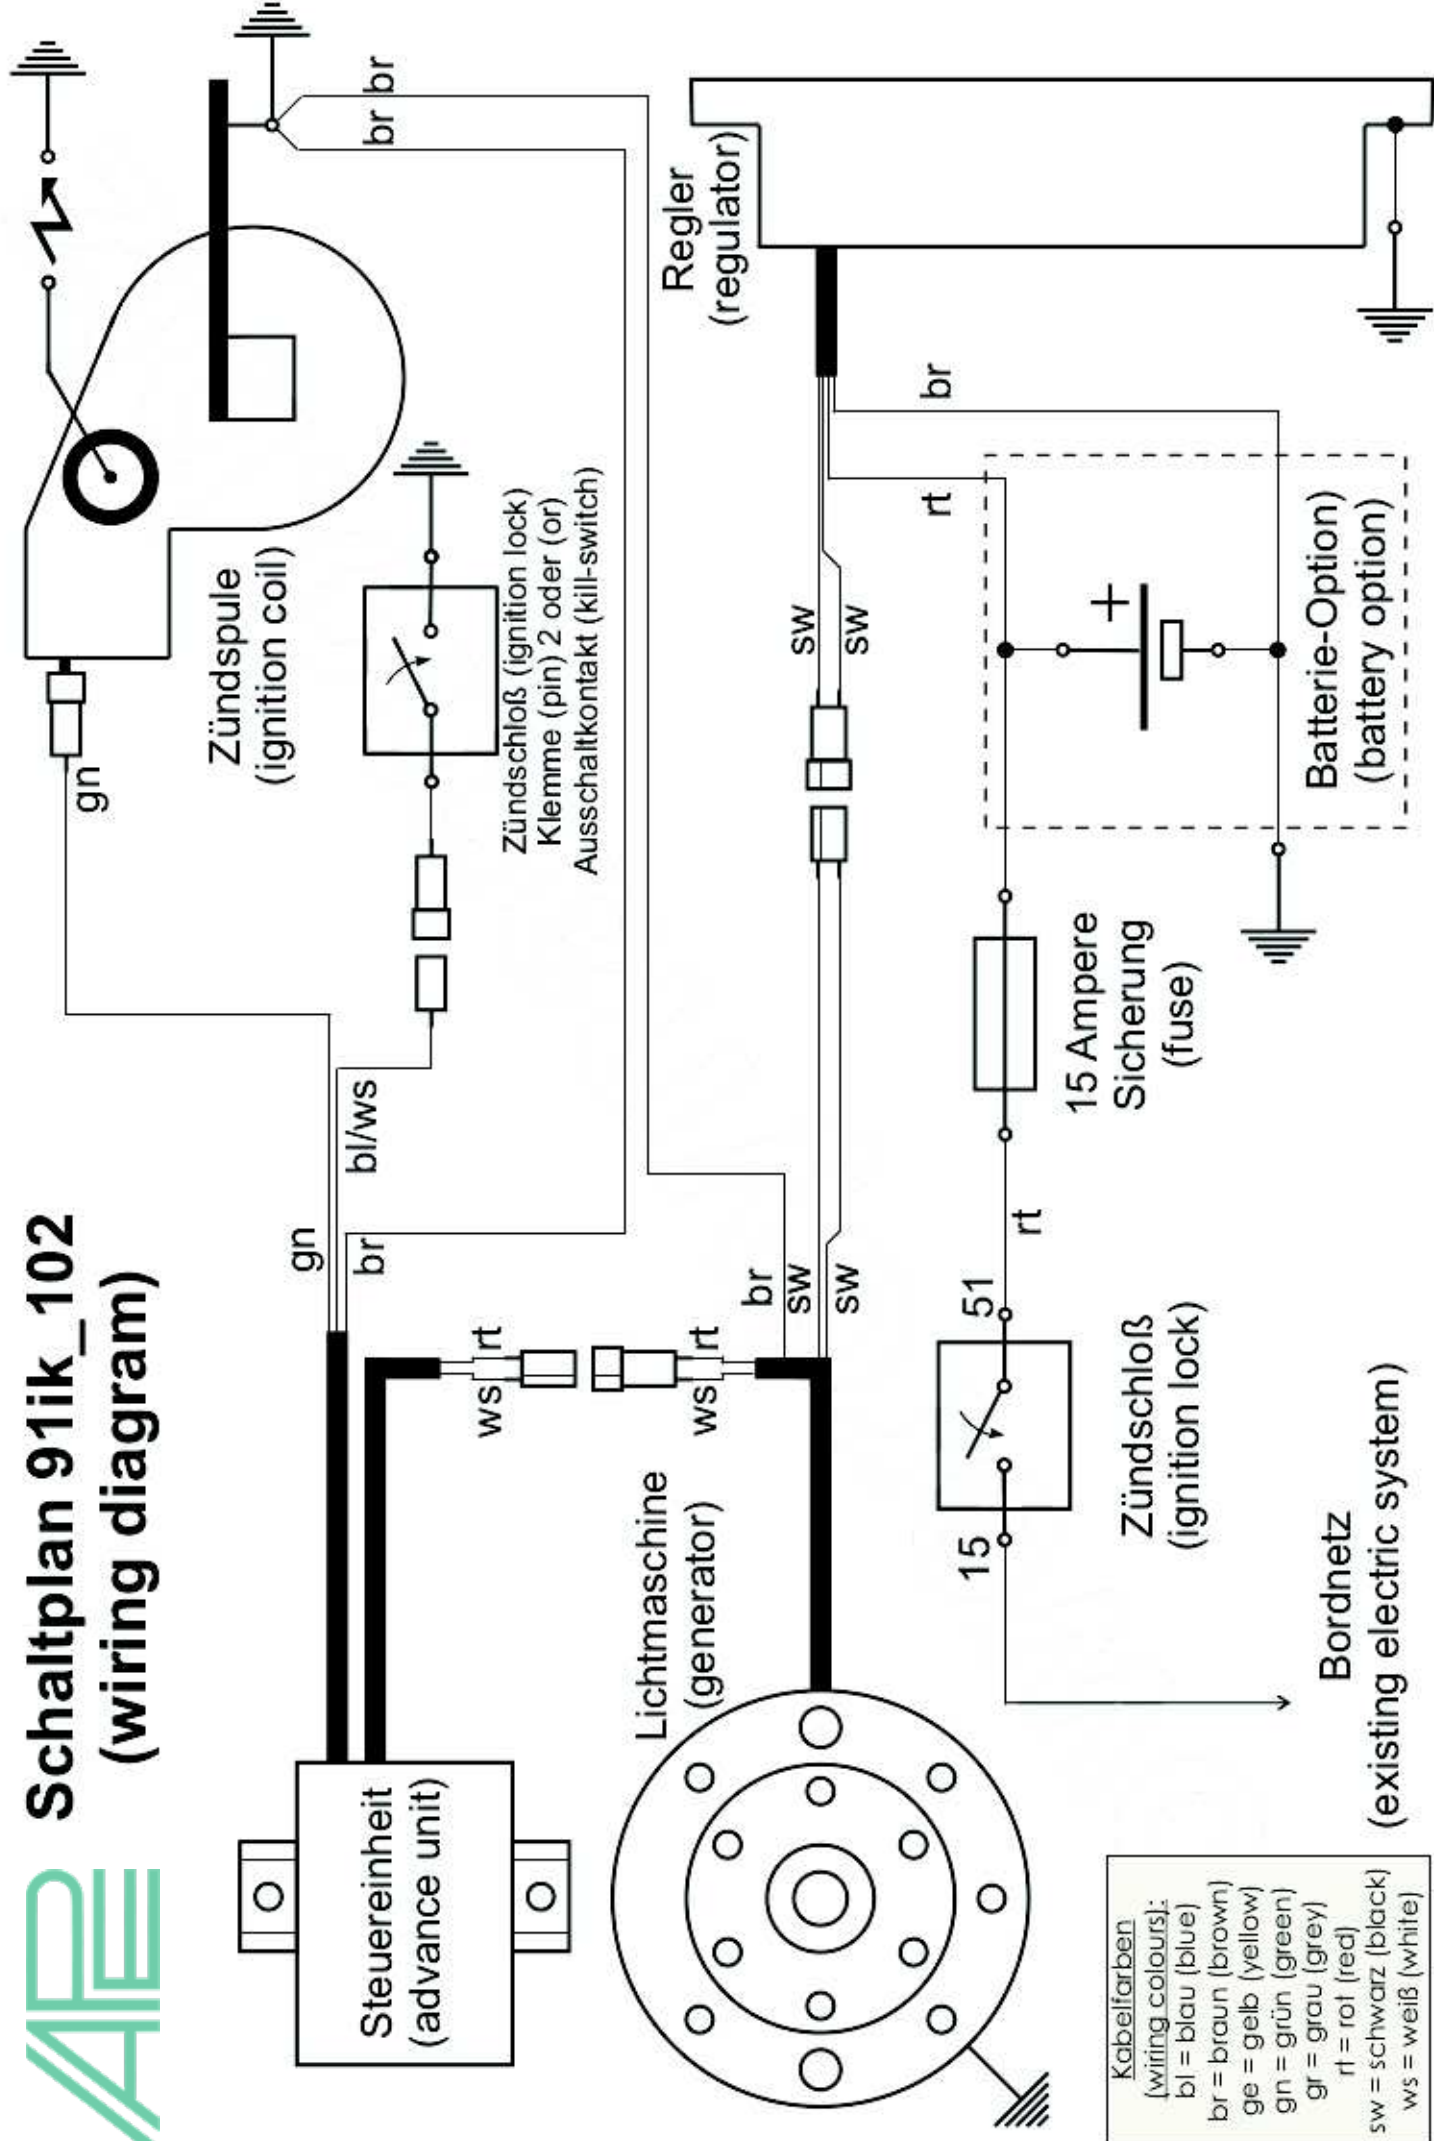 APE
Schaltplan 91ik_102
(wiring diagram)
Steuereinheit
(advance unit)
gn
br
bl/ws
gn
Zündspule
(ignition coil)
br
br
Zündschloß (ignition lock)
Klemme (pin) 2 oder (or)
Ausschaltkontakt (kill-switch)
ws
rt
ws
rt
Lichtmaschine
(generator)
br
sw
sw
sw
sw
Regler
(regulator)
br
rt
15
51
rt
Zündschloß
(ignition lock)
15 Ampere
Sicherung
(fuse)
+
Batterie-Option)
(battery option)
Bordnetz
(existing electric system)
Kabelfarben
(wiring colours):
bl = blau (blue)
br = braun (brown)
ge = gelb (yellow)
gn = grün (green)
gr = grau (grey)
rt = rot (red)
sw = schwarz (black)
ws = weiß (white)